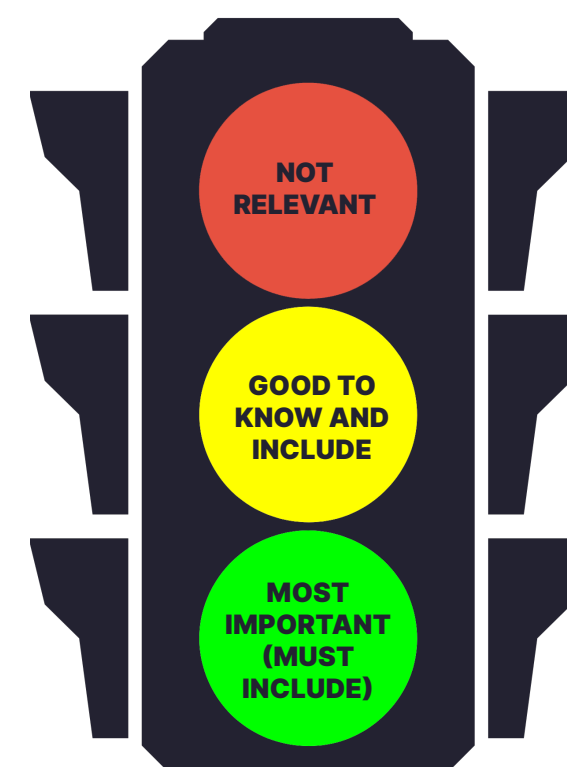 NOT
RELEVANT
GOOD TO
KNOW AND
INCLUDE
MOST
IMPORTANT
(MUST
INCLUDE)